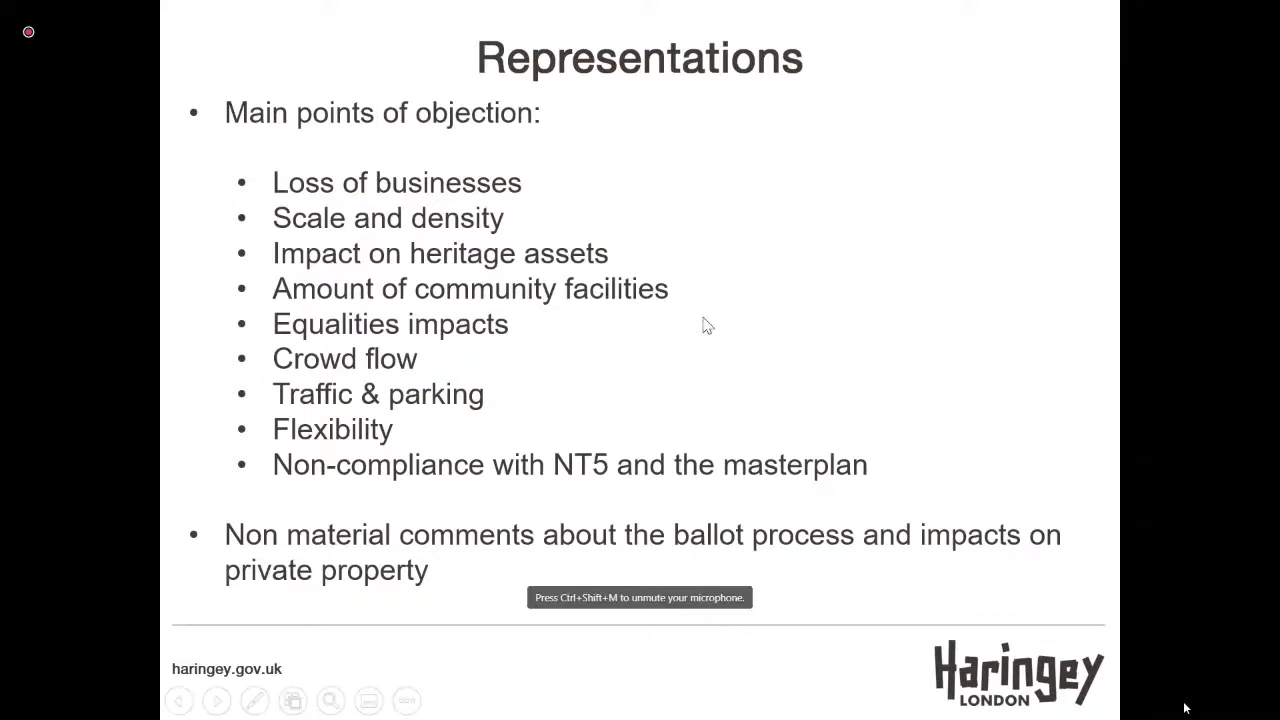 Representations
• Main points of objection:
• Loss of businesses
• Scale and density
• Impact on heritage assets
• Amount of community facilities
• Equalities impacts
• Crowd flow
• Traffic & parking
• Flexibility
• Non-compliance with NT5 and the masterplan
• Non material comments about the ballot process and impacts on
private property
Press Ctrl+Shift+M to unmute your microphone.
haringey.gov.uk
Haringey
LONDON